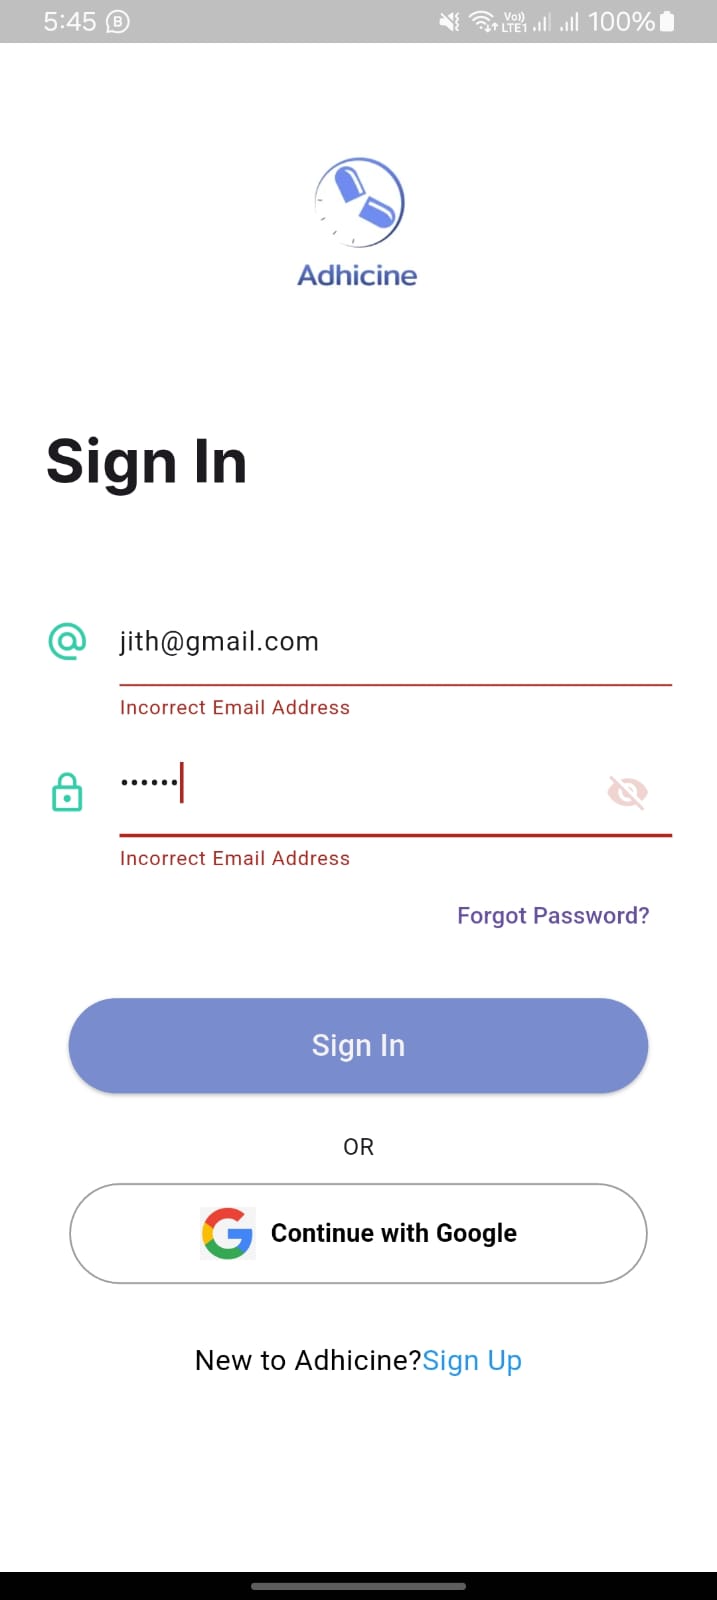 5:45 B Vo)) LTE1 100%
Adhicine
Sign In
jith@gmail.com
Incorrect Email Address
••••••
Incorrect Email Address
Forgot Password?
Sign In
OR
G Continue with Google
New to Adhicine?Sign Up